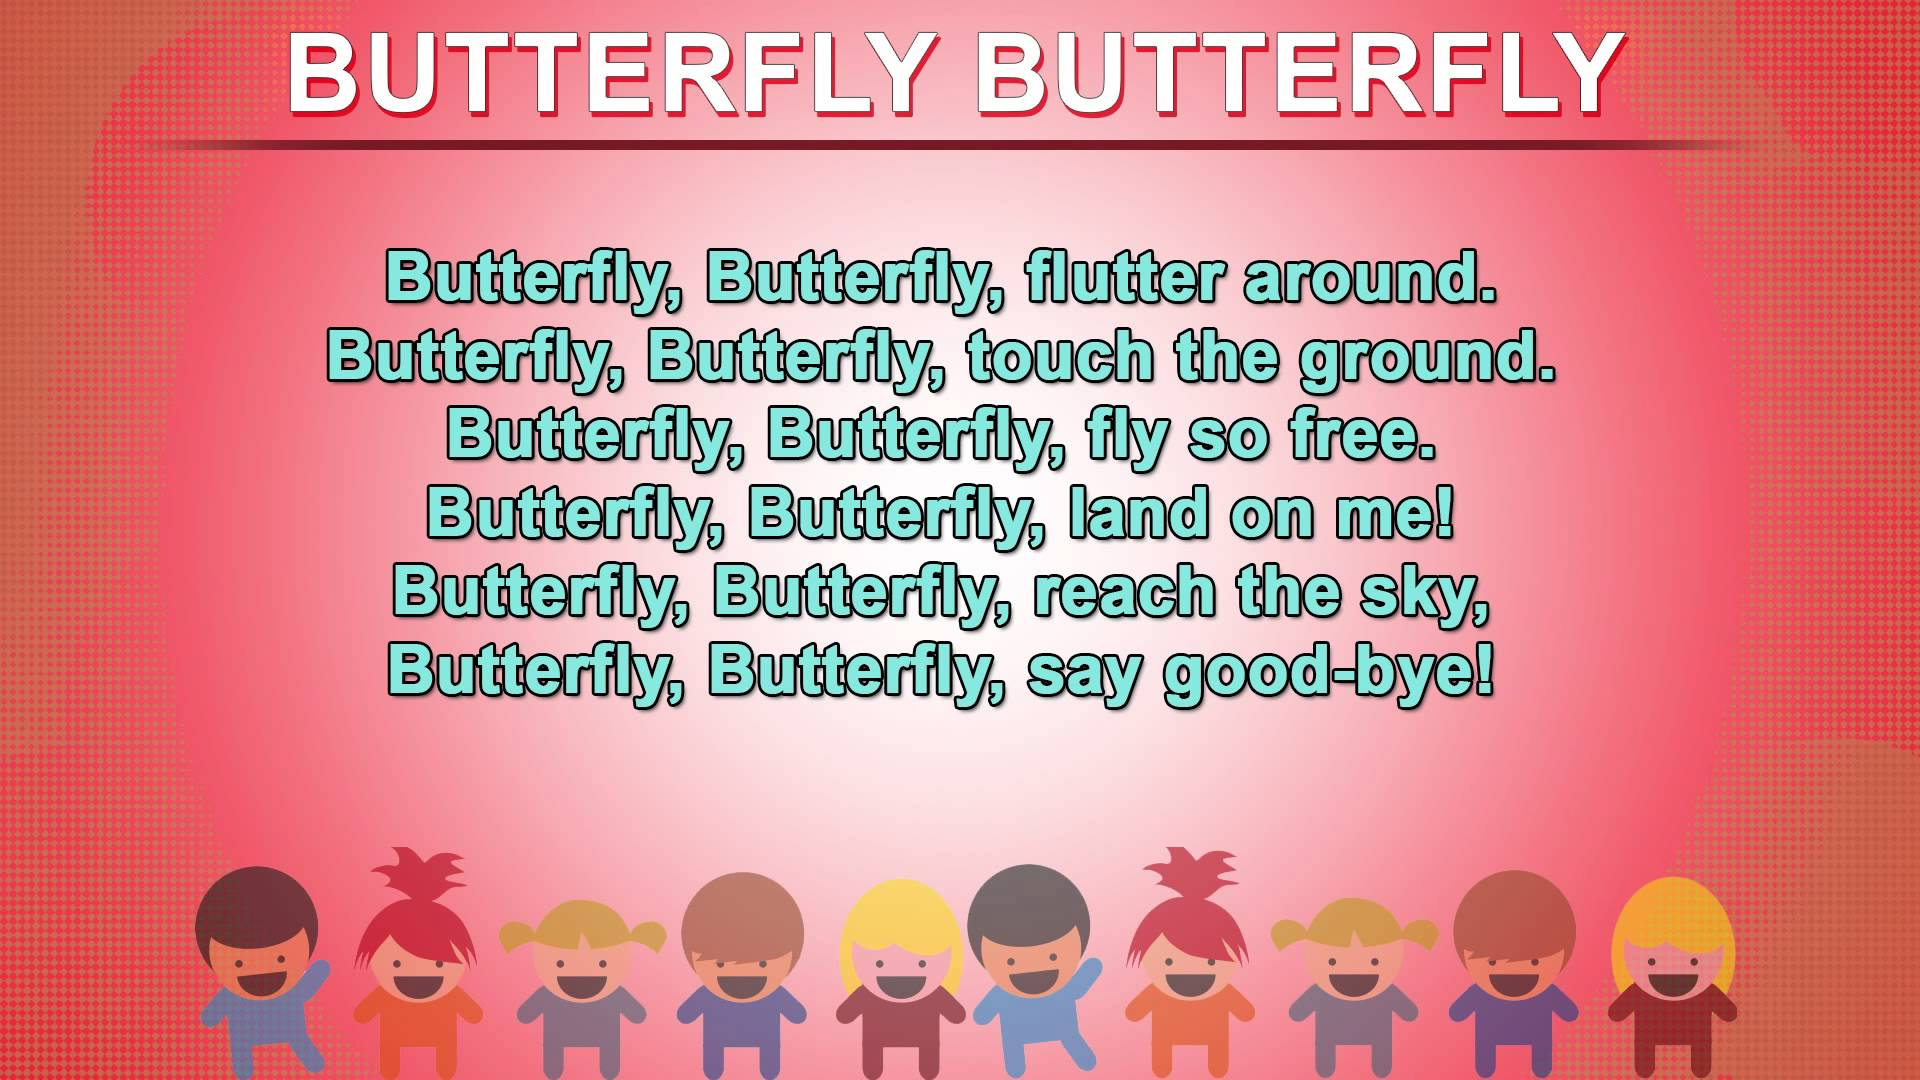 BUTTERFLY BUTTERFLY
Butterfly, Butterfly, flutter around.
Butterfly, Butterfly, touch the ground.
Butterfly, Butterfly, fly so free.
Butterfly, Butterfly, land on me!
Butterfly, Butterfly, reach the sky,
Butterfly, Butterfly, say good-bye!